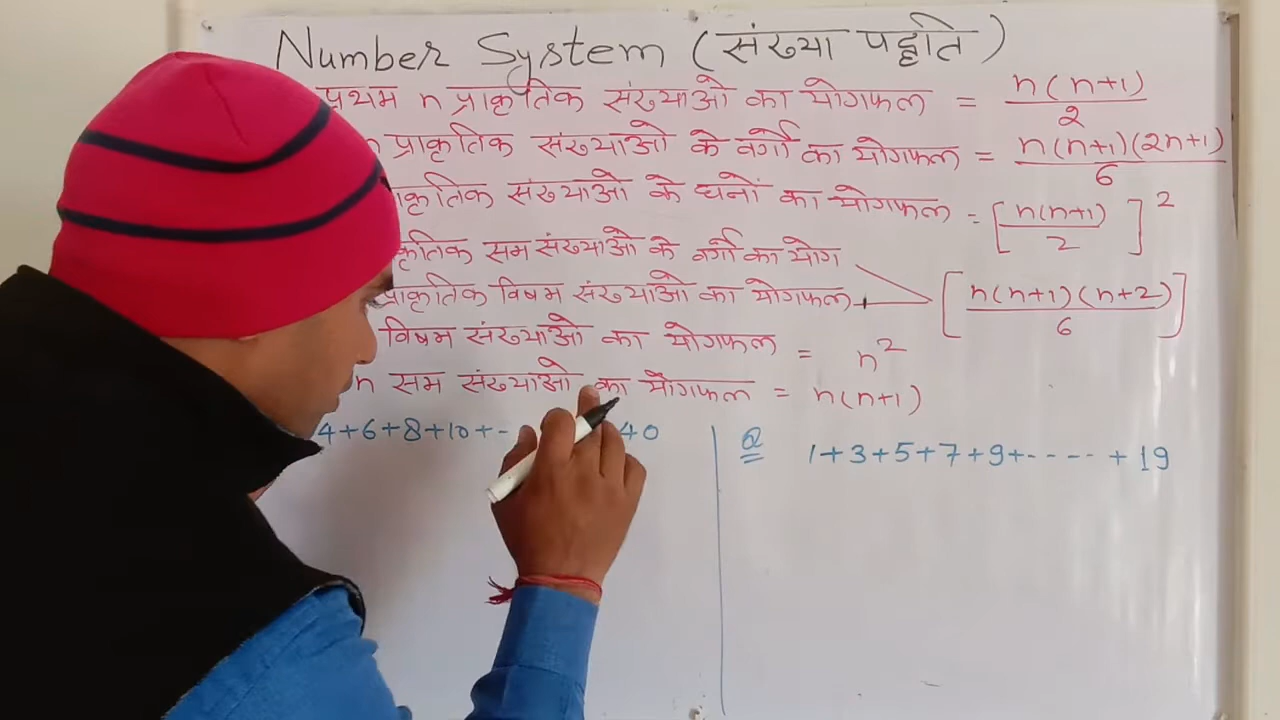 Number System (संख्या पद्धति)
प्रथम n प्राकृतिक संख्याओ का योगफल = n(n+1)/2
n प्राकृतिक संख्याओ के वर्गो का योगफल = n(n+1)(2n+1)/6
संख्याओ के घनों का योगफल = [n(n+1)/2]²
सम संख्याओ के वर्गो का योग
प्राकृतिक विषम संख्याओ का योगफल [n(n+1)(n+2)/6]
विषम संख्याओ का योगफल = n²
n सम संख्याओ का योगफल = n(n+1)
4+6+8+10+- 40
Q 1+3+5+7+9+---- +19